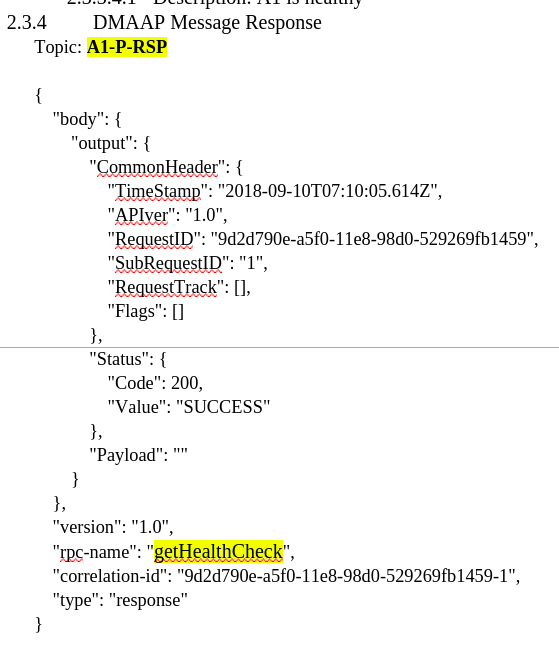 2.3.3.4.1 Description: A1 is healthy
2.3.4 DMAAP Message Response
Topic: A1-P-RSP
{
"body": {
"output": {
"CommonHeader": {
"TimeStamp": "2018-09-10T07:10:05.614Z",
"APIver": "1.0",
"RequestID": "9d2d790e-a5f0-11e8-98d0-529269fb1459",
"SubRequestID": "1",
"RequestTrack": [],
"Flags": []
},
"Status": {
"Code": 200,
"Value": "SUCCESS"
},
"Payload": ""
}
},
"version": "1.0",
"rpc-name": "getHealthCheck",
"correlation-id": "9d2d790e-a5f0-11e8-98d0-529269fb1459-1",
"type": "response"
}